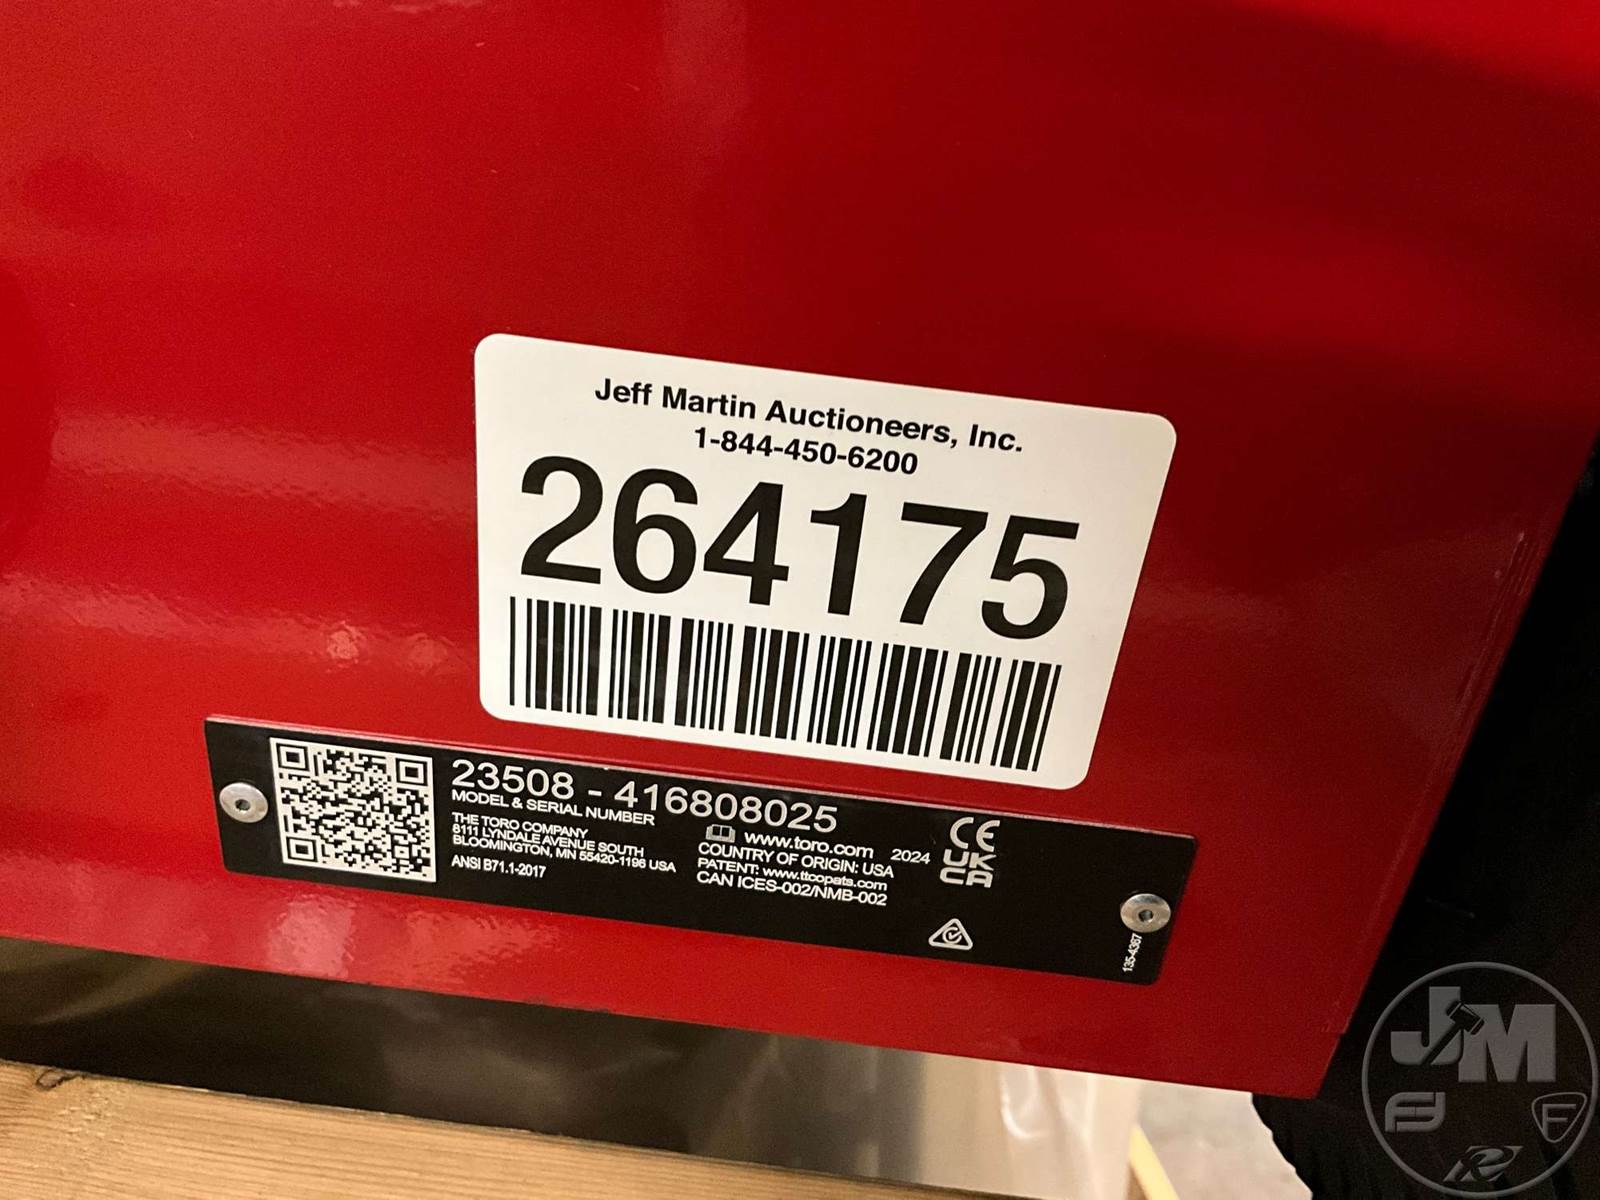 Jeff Martin Auctioneers, Inc.
1-844-450-6200
264175
23508 - 416808025
MODEL & SERIAL NUMBER
THE TORO COMPANY
8111 LYNDALE AVENUE SOUTH
BLOOMINGTON, MN 55420-1196 USA
ANSI B71.1-2017
www.toro.com 2024
COUNTRY OF ORIGIN: USA
PATENT: www.ttcopats.com
CAN ICES-002/NMB-002
CE
UK
CA
135-4367
JM
F